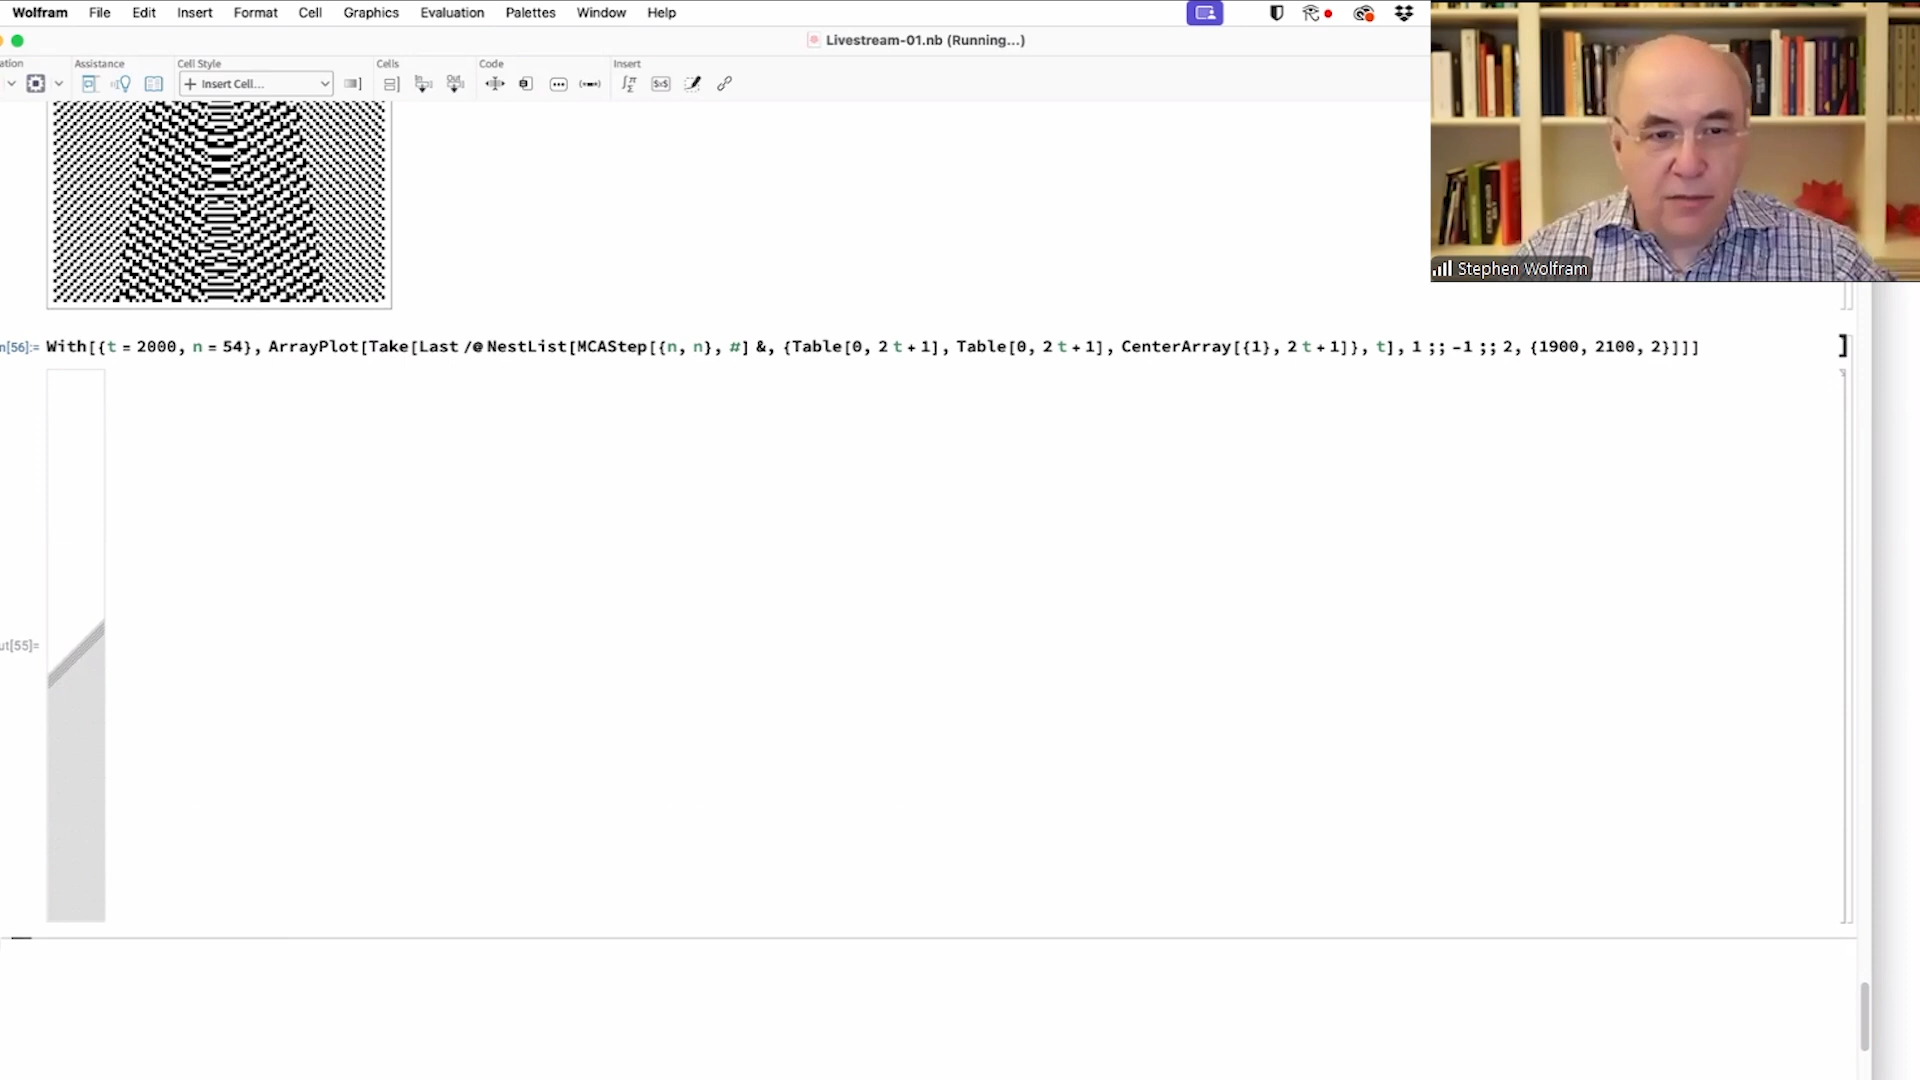 Wolfram File Edit Insert Format Cell Graphics Evaluation Palettes Window Help
Livestream-01.nb (Running...)
ation Assistance Cell Style Cells Code Insert
Insert Cell...
n[56]:= With[{t = 2000, n = 54}, ArrayPlot[Take[Last /@ NestList[MCAStep[{n, n}, #] &, {Table[0, 2 t + 1], Table[0, 2 t + 1], CenterArray[{1}, 2 t + 1]}, t], 1 ;; -1 ;; 2, {1900, 2100, 2}]]]
ut[55]=
Stephen Wolfram